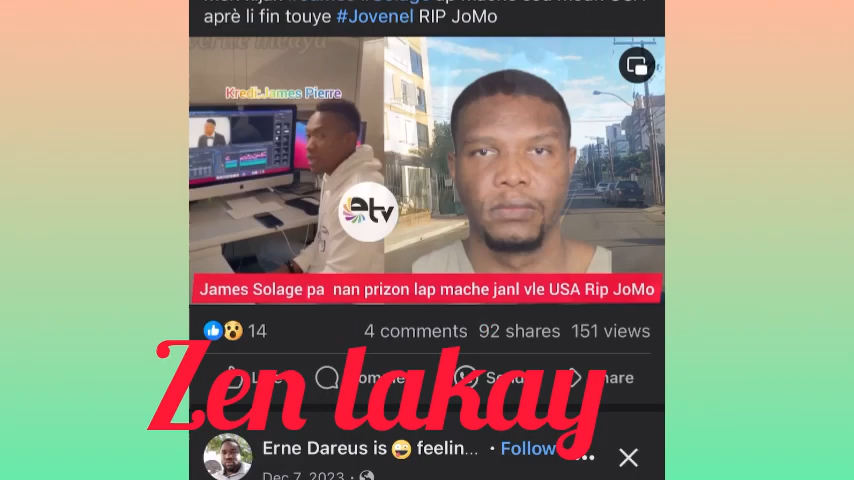 aprè li fin touye #Jovenel RIP JoMo
Kredi:James Pierre
etv
James Solage pa nan prizon lap mache janl vle USA Rip JoMo
14
4 comments 92 shares 151 views
Zen lakay
Erne Dareus is feelin... · Follow
Dec 7, 2023 ·